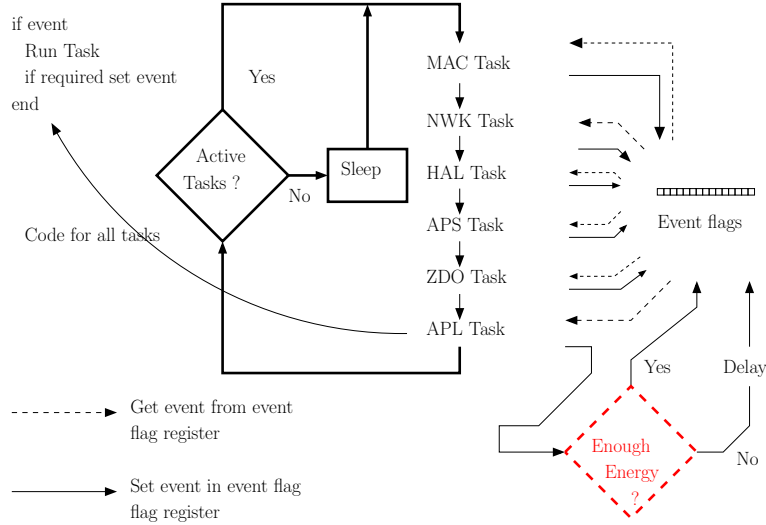 if event
Run Task
if required set event
end
Yes
Active
Tasks ?
No
Sleep
Code for all tasks
MAC Task
NWK Task
HAL Task
APS Task
ZDO Task
APL Task
Event flags
Yes
Delay
Enough
Energy
?
No
Get event from event
flag register
Set event in event flag
flag register